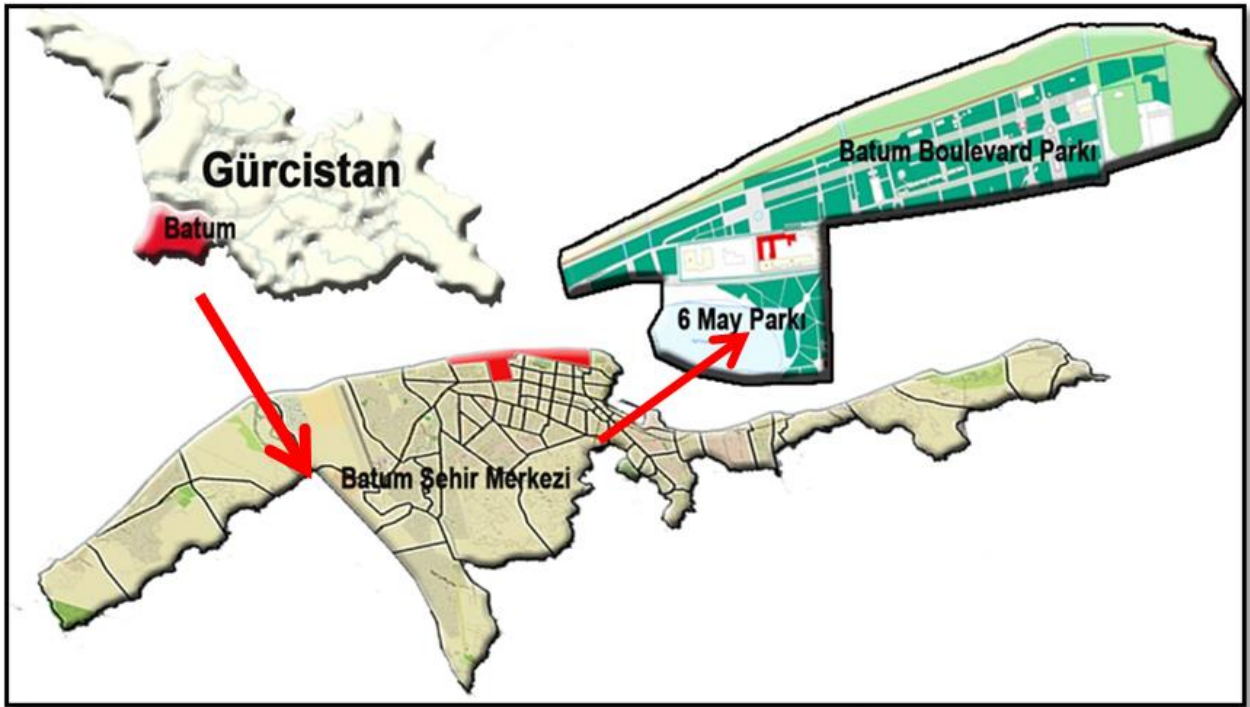 Gürcistan
Batum
Batum Boulevard Parkı
6 May Parkı
Batum Şehir Merkezi